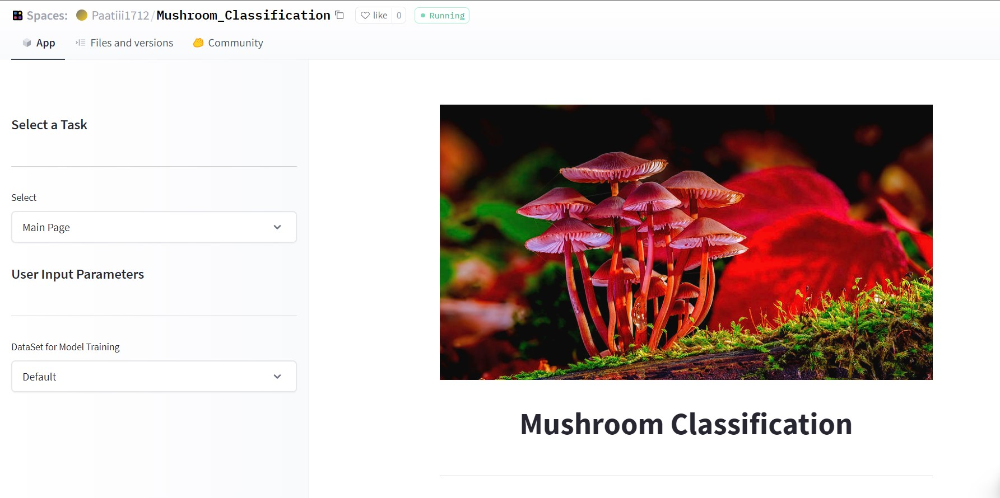 Spaces: Paatiii1712/Mushroom_Classification like 0 Running
App Files and versions Community
Select a Task
Select
Main Page
User Input Parameters
DataSet for Model Training
Default
Mushroom Classification